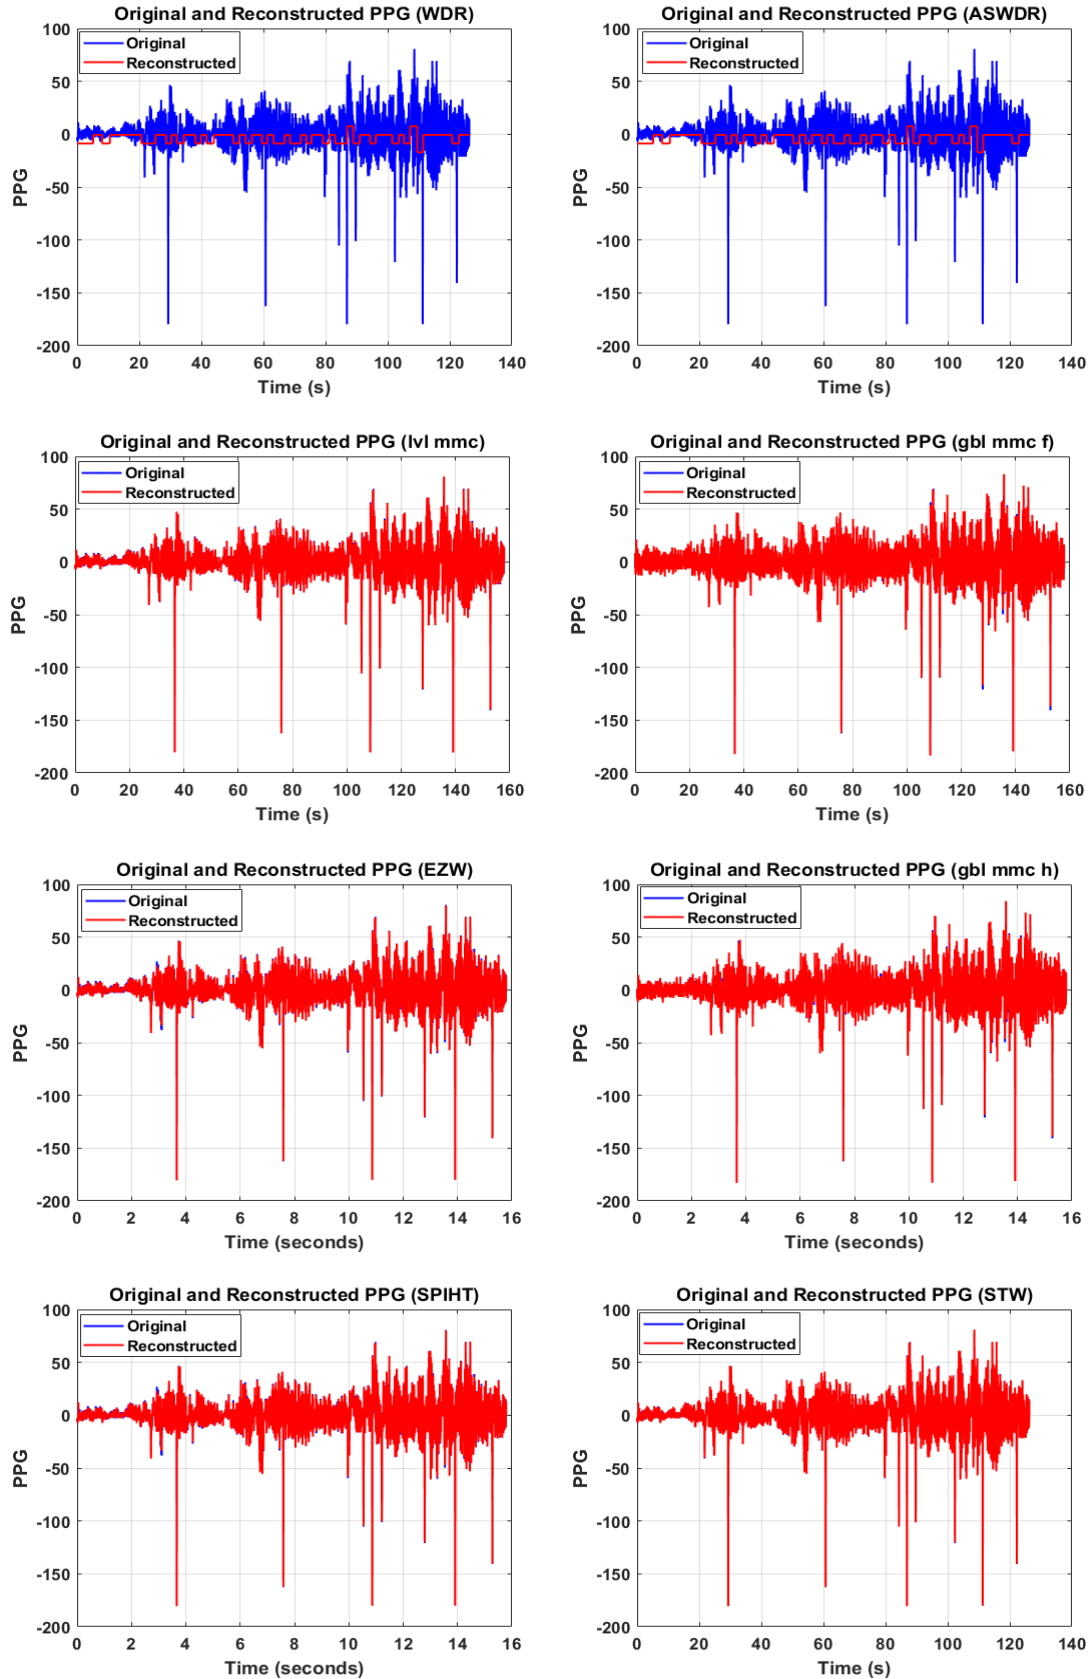 Original and Reconstructed PPG (WDR)
Original
Reconstructed
100
50
0
-50
-100
-150
-200
PPG
0 20 40 60 80 100 120 140
Time (s)
Original and Reconstructed PPG (ASWDR)
Original
Reconstructed
100
50
0
-50
-100
-150
-200
PPG
0 20 40 60 80 100 120 140
Time (s)
Original and Reconstructed PPG (lvl mmc)
Original
Reconstructed
100
50
0
-50
-100
-150
-200
PPG
0 20 40 60 80 100 120 140 160
Time (s)
Original and Reconstructed PPG (gbl mmc f)
Original
Reconstructed
100
50
0
-50
-100
-150
-200
PPG
0 20 40 60 80 100 120 140 160
Time (s)
Original and Reconstructed PPG (EZW)
Original
Reconstructed
100
50
0
-50
-100
-150
-200
PPG
0 2 4 6 8 10 12 14 16
Time (seconds)
Original and Reconstructed PPG (gbl mmc h)
Original
Reconstructed
100
50
0
-50
-100
-150
-200
PPG
0 2 4 6 8 10 12 14 16
Time (seconds)
Original and Reconstructed PPG (SPIHT)
Original
Reconstructed
100
50
0
-50
-100
-150
-200
PPG
0 2 4 6 8 10 12 14 16
Time (seconds)
Original and Reconstructed PPG (STW)
Original
Reconstructed
100
50
0
-50
-100
-150
-200
PPG
0 20 40 60 80 100 120 140
Time (s)